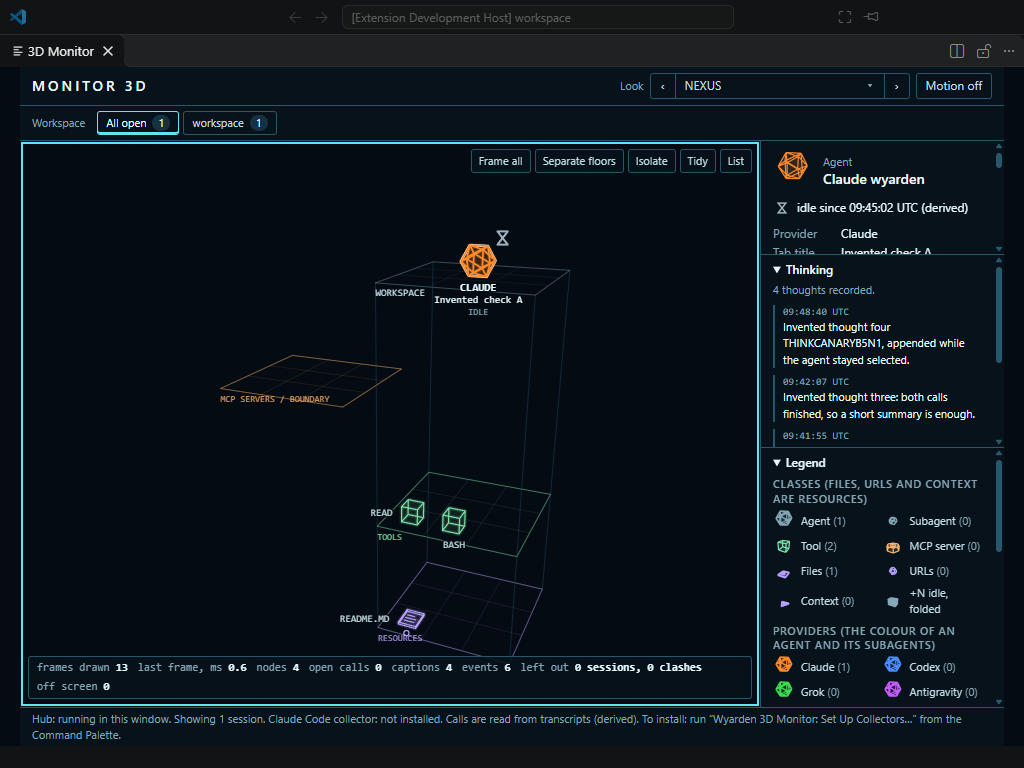 [Extension Development Host] workspace
3D Monitor
MONITOR 3D
Look
NEXUS
Motion off
Workspace
All open 1
workspace 1
Frame all
Separate floors
Isolate
Tidy
List
WORKSPACE
CLAUDE
Invented check A
IDLE
MCP SERVERS / BOUNDARY
READ
TOOLS
BASH
README.MD
RESOURCES
frames drawn 13 last frame, ms 0.6 nodes 4 open calls 0 captions 4 events 6 left out 0 sessions, 0 clashes
off screen 0
Agent
Claude wyarden
idle since 09:45:02 UTC (derived)
Provider Claude
Tab title Invented check A
Thinking
4 thoughts recorded.
09:48:40 UTC
Invented thought four
THINKCANARYB5N1, appended while
the agent stayed selected.
09:42:07 UTC
Invented thought three: both calls
finished, so a short summary is enough.
09:41:55 UTC
Legend
CLASSES (FILES, URLS AND CONTEXT
ARE RESOURCES)
Agent (1)
Subagent (0)
Tool (2)
MCP server (0)
Files (1)
URLs (0)
Context (0)
+N idle,
folded
PROVIDERS (THE COLOUR OF AN
AGENT AND ITS SUBAGENTS)
Claude (1)
Codex (0)
Grok (0)
Antigravity (0)
Hub: running in this window. Showing 1 session. Claude Code collector: not installed. Calls are read from transcripts (derived). To install: run “Wyarden 3D Monitor: Set Up Collectors...” from the
Command Palette.